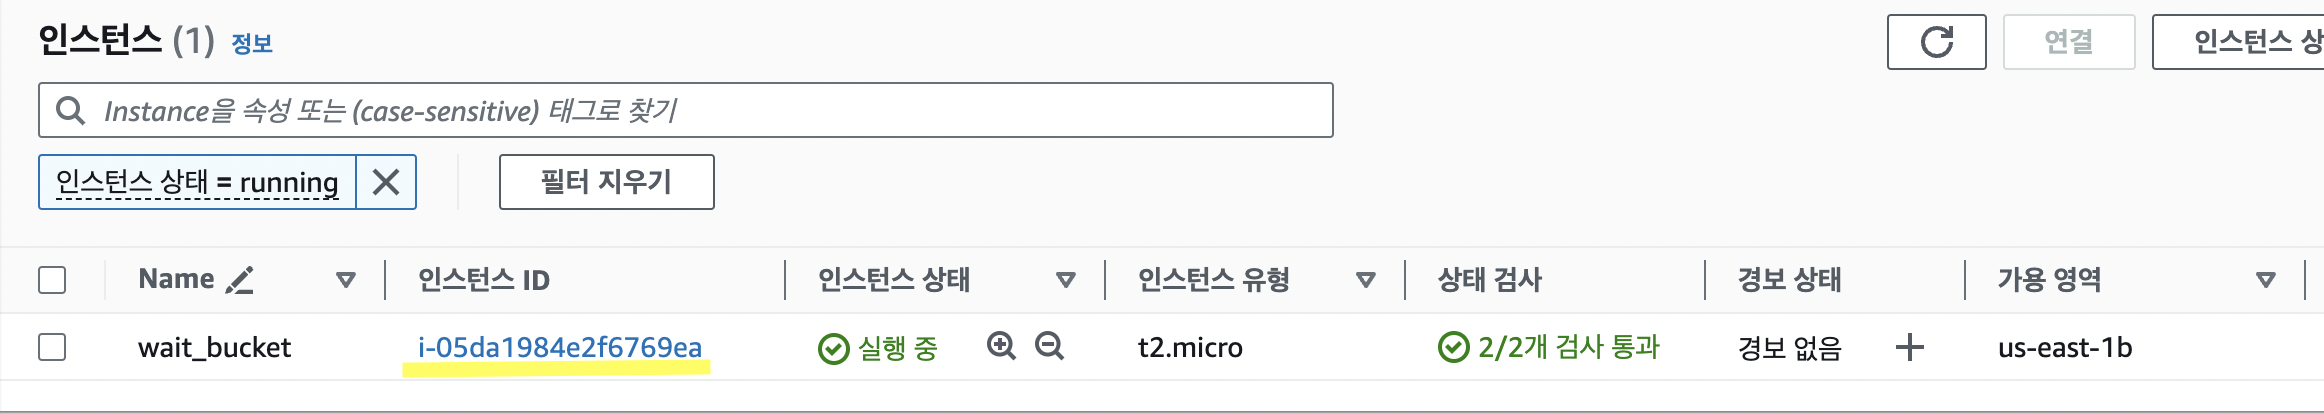 인스턴스 (1) 정보
연결
인스턴스 상
Instance을 속성 또는 (case-sensitive) 태그로 찾기
인스턴스 상태 = running
필터 지우기
Name 인스턴스 ID 인스턴스 상태 인스턴스 유형 상태 검사 경보 상태 가용 영역
wait_bucket i-05da1984e2f6769ea 실행 중 t2.micro 2/2개 검사 통과 경보 없음 us-east-1b